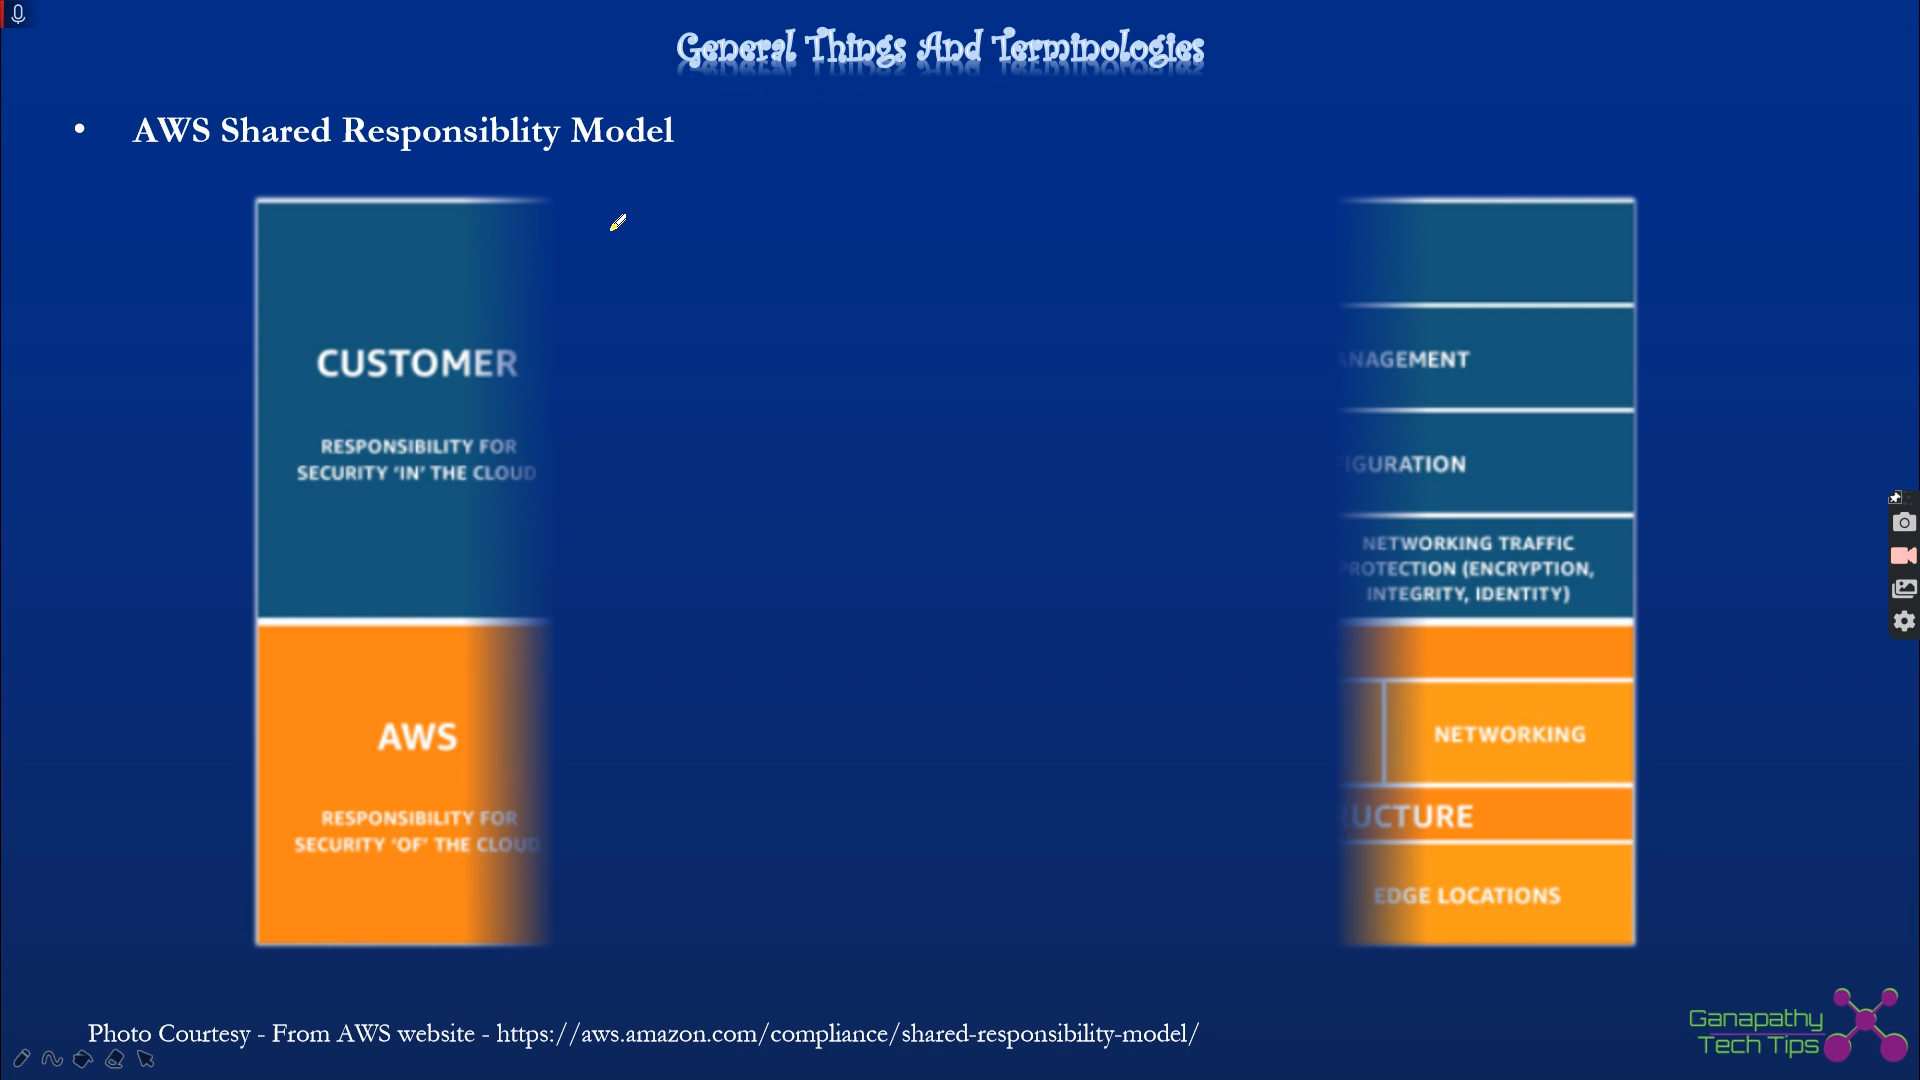 General Things And Terminologies
• AWS Shared Responsiblity Model
CUSTOMER
RESPONSIBILITY FOR
SECURITY ‘IN’ THE CLOUD
ANAGEMENT
IGURATION
NETWORKING TRAFFIC
PROTECTION (ENCRYPTION,
INTEGRITY, IDENTITY)
AWS
RESPONSIBILITY FOR
SECURITY ‘OF’ THE CLOUD
NETWORKING
RUCTURE
EDGE LOCATIONS
Photo Courtesy - From AWS website - https://aws.amazon.com/compliance/shared-responsibility-model/
Ganapathy
Tech Tips